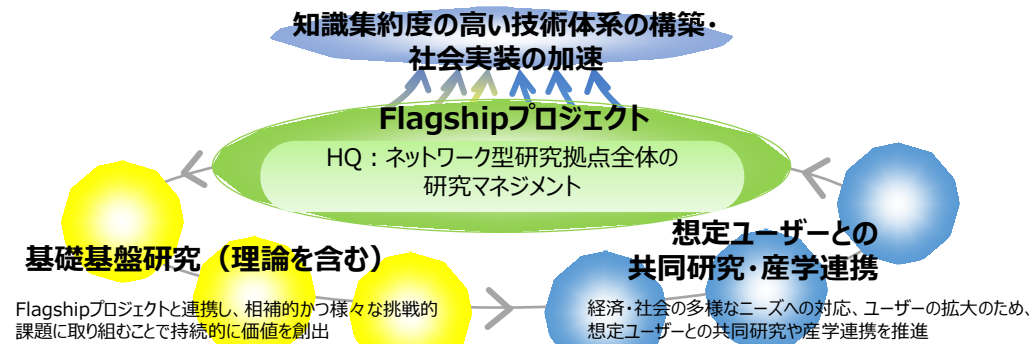 知識集約度の高い技術体系の構築・
社会実装の加速
Flagshipプロジェクト
HQ：ネットワーク型研究拠点全体の
研究マネジメント
基礎基盤研究（理論を含む）
Flagshipプロジェクトと連携し、相補的かつ様々な挑戦的
課題に取り組むことで持続的に価値を創出
想定ユーザーとの
共同研究・産学連携
経済・社会の多様なニーズへの対応、ユーザーの拡大のため、
想定ユーザーとの共同研究や産学連携を推進